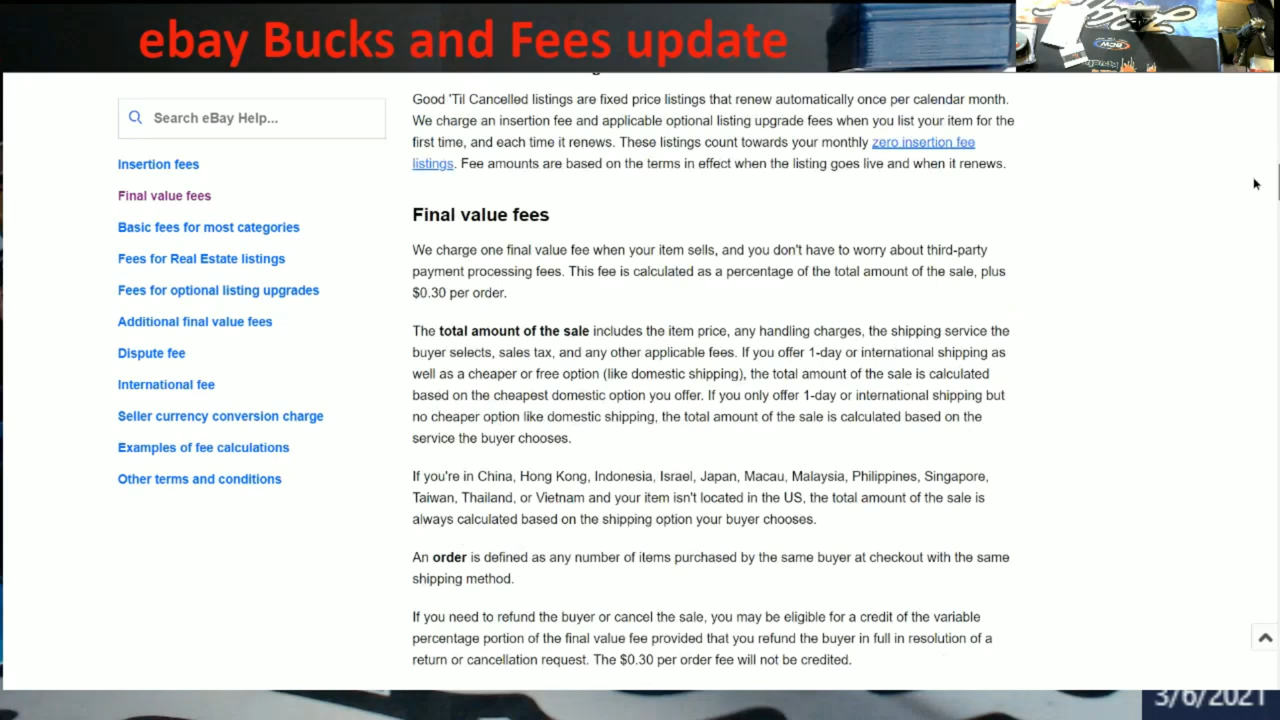 ebay Bucks and Fees update
Good 'Til Cancelled listings are fixed price listings that renew automatically once per calendar month.
We charge an insertion fee and applicable optional listing upgrade fees when you list your item for the
first time, and each time it renews. These listings count towards your monthly zero insertion fee
listings. Fee amounts are based on the terms in effect when the listing goes live and when it renews.
Search eBay Help...
Insertion fees
Final value fees
Basic fees for most categories
Fees for Real Estate listings
Fees for optional listing upgrades
Additional final value fees
Dispute fee
International fee
Seller currency conversion charge
Examples of fee calculations
Other terms and conditions
Final value fees
We charge one final value fee when your item sells, and you don't have to worry about third-party
payment processing fees. This fee is calculated as a percentage of the total amount of the sale, plus
$0.30 per order.
The total amount of the sale includes the item price, any handling charges, the shipping service the
buyer selects, sales tax, and any other applicable fees. If you offer 1-day or international shipping as
well as a cheaper or free option (like domestic shipping), the total amount of the sale is calculated
based on the cheapest domestic option you offer. If you only offer 1-day or international shipping but
no cheaper option like domestic shipping, the total amount of the sale is calculated based on the
service the buyer chooses.
If you're in China, Hong Kong, Indonesia, Israel, Japan, Macau, Malaysia, Philippines, Singapore,
Taiwan, Thailand, or Vietnam and your item isn't located in the US, the total amount of the sale is
always calculated based on the shipping option your buyer chooses.
An order is defined as any number of items purchased by the same buyer at checkout with the same
shipping method.
If you need to refund the buyer or cancel the sale, you may be eligible for a credit of the variable
percentage portion of the final value fee provided that you refund the buyer in full in resolution of a
return or cancellation request. The $0.30 per order fee will not be credited.
3/6/2021